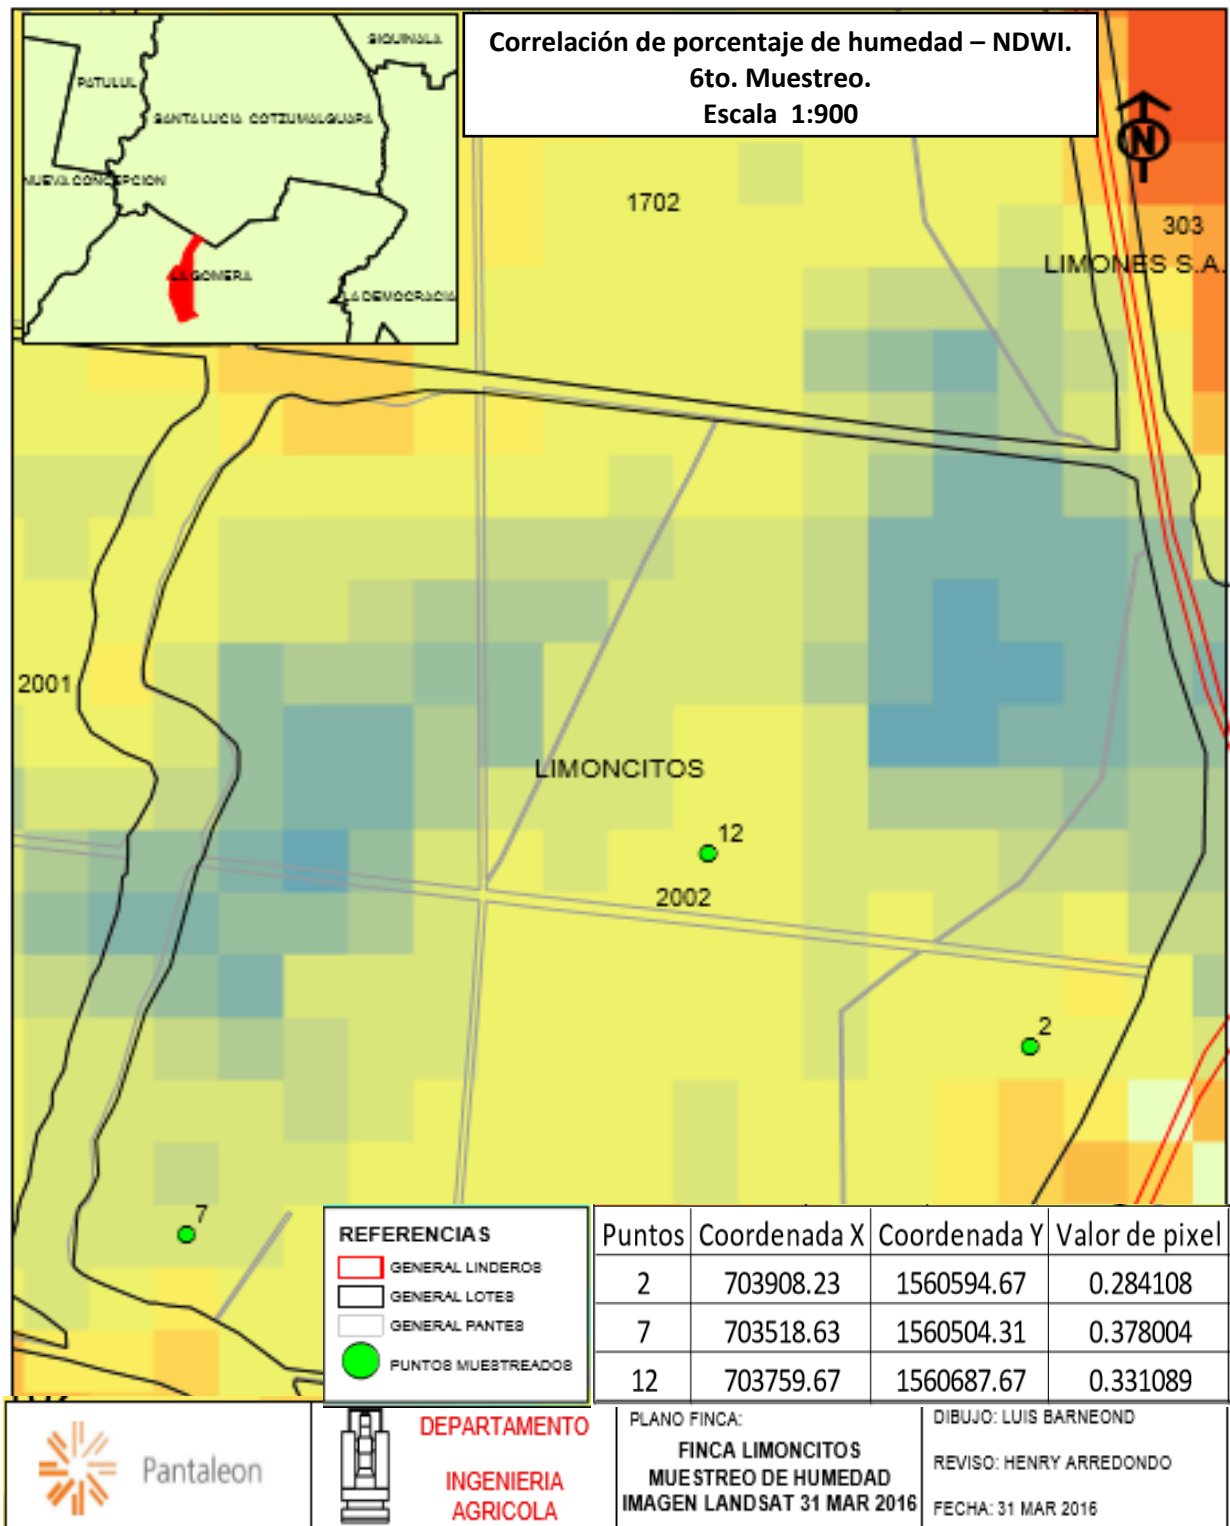 Correlación de porcentaje de humedad – NDWI.
6to. Muestreo.
Escala 1:900
SIQUINALA
PATULUL
SANTA LUCIA COTZUMALGUAPA
NUEVA CONCEPCION
LA GOMERA
LA DEMOCRACIA
N
1702
303
LIMONES S.A.
2001
LIMONCITOS
12
2002
2
7
REFERENCIAS
GENERAL LINDEROS
GENERAL LOTES
GENERAL PANTES
PUNTOS MUESTREADOS
Puntos Coordenada X Coordenada Y Valor de pixel
2 703908.23 1560594.67 0.284108
7 703518.63 1560504.31 0.378004
12 703759.67 1560687.67 0.331089
Pantaleon
DEPARTAMENTO
INGENIERIA
AGRICOLA
PLANO FINCA:
FINCA LIMONCITOS
MUESTREO DE HUMEDAD
IMAGEN LANDSAT 31 MAR 2016
DIBUJO: LUIS BARNEOND
REVISO: HENRY ARREDONDO
FECHA: 31 MAR 2016